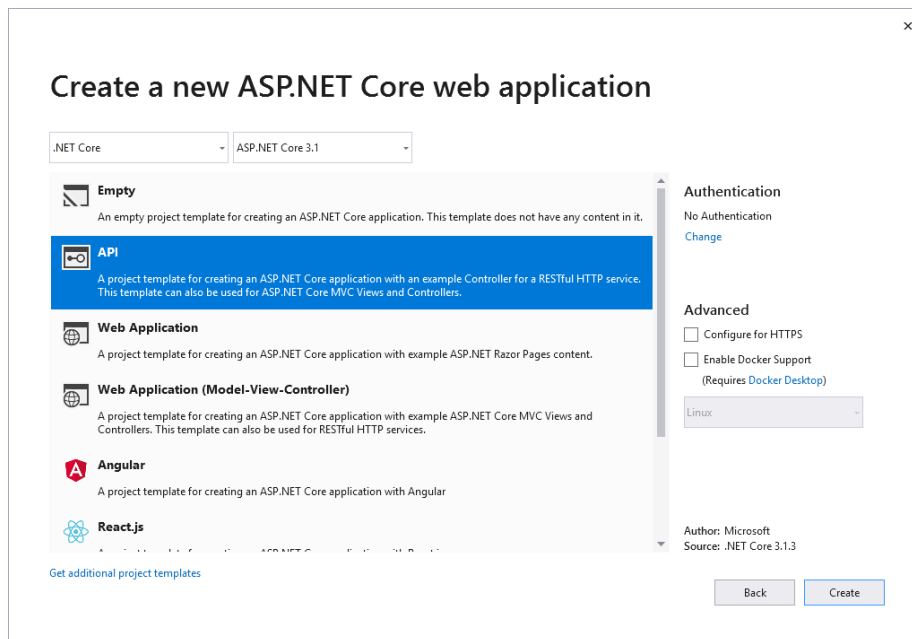 Create a new ASP.NET Core web application
.NET Core
ASP.NET Core 3.1
Empty
An empty project template for creating an ASP.NET Core application. This template does not have any content in it.
API
A project template for creating an ASP.NET Core application with an example Controller for a RESTful HTTP service.
This template can also be used for ASP.NET Core MVC Views and Controllers.
Web Application
A project template for creating an ASP.NET Core application with example ASP.NET Razor Pages content.
Web Application (Model-View-Controller)
A project template for creating an ASP.NET Core application with example ASP.NET Core MVC Views and
Controllers. This template can also be used for RESTful HTTP services.
Angular
A project template for creating an ASP.NET Core application with Angular
React.js
Get additional project templates
Authentication
No Authentication
Change
Advanced
Configure for HTTPS
Enable Docker Support
(Requires Docker Desktop)
Linux
Author: Microsoft
Source: .NET Core 3.1.3
Back
Create